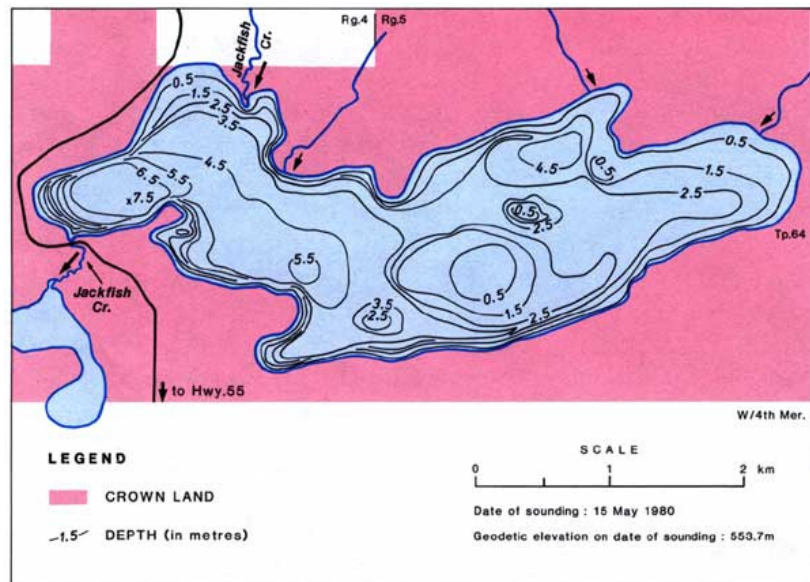 Rg.4 Rg.5
Jackfish
Cr.
0.5
1.5
2.5
3.5
4.5
6.5
5.5
x7.5
4.5
0.5
0.5
1.5
2.5
0.5
2.5
Tp.64
5.5
0.5
1.5
2.5
3.5
2.5
Jackfish
Cr.
to Hwy.55
W/4th Mer.
LEGEND
CROWN LAND
1.5 DEPTH (in metres)
SCALE
0 1 2 km
Date of sounding : 15 May 1980
Geodetic elevation on date of sounding : 553.7m